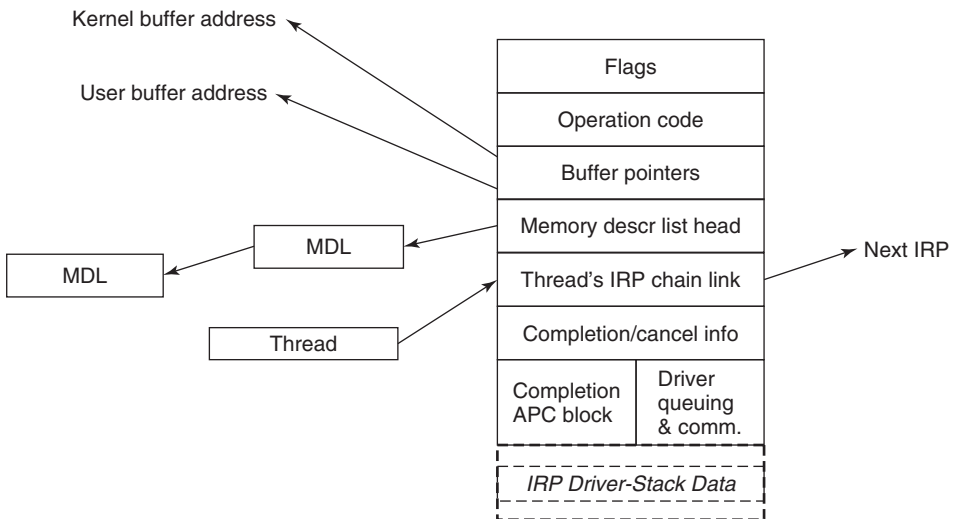 Kernel buffer address
User buffer address
Flags
Operation code
Buffer pointers
Memory descr list head
MDL
MDL
Thread's IRP chain link
Next IRP
Thread
Completion/cancel info
Completion
APC block
Driver
queuing
& comm.
IRP Driver-Stack Data